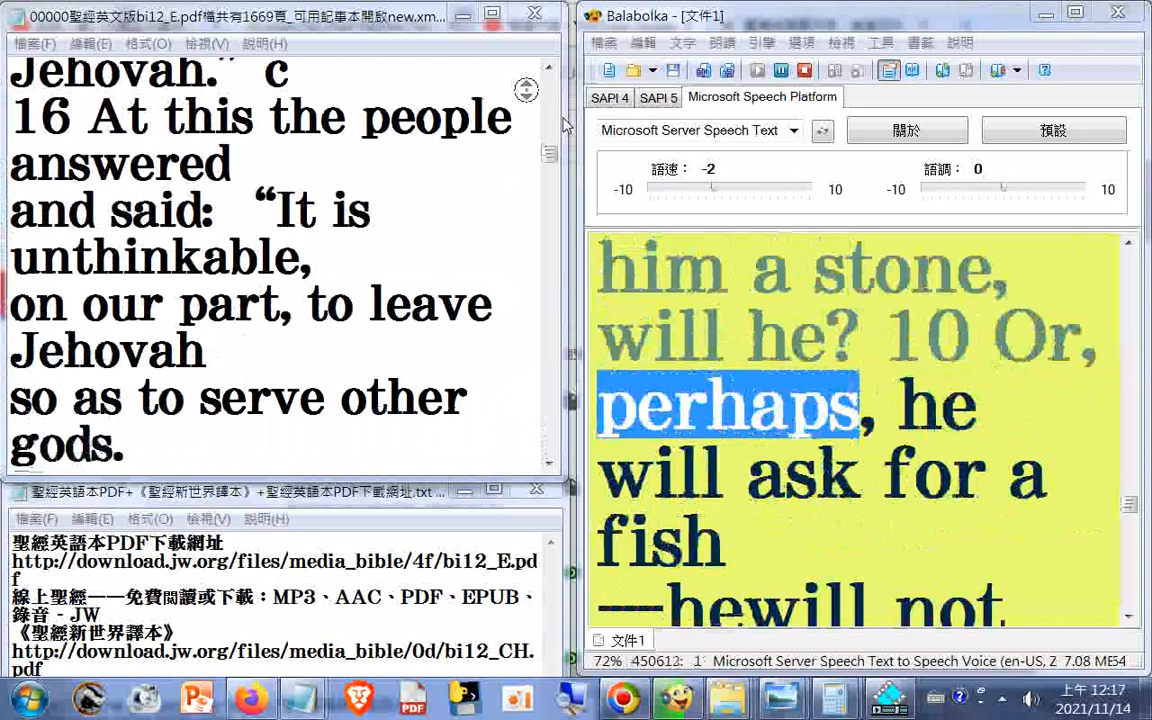 00000聖經英文版bi12_E.pdf檔共有1669頁_可用記事本開啟new.xm...
檔案(F) 編輯(E) 格式(O) 檢視(V) 說明(H)
Jehovah.” c
16 At this the people
answered
and said: “It is
unthinkable,
on our part, to leave
Jehovah
so as to serve other
gods.
聖經英語本PDF+《聖經新世界譯本》+聖經英語本PDF下載網址.txt ...
檔案(F) 編輯(E) 格式(O) 檢視(V) 說明(H)
聖經英語本PDF下載網址
http://download.jw.org/files/media_bible/4f/bi12_E.pd
f
線上聖經——免費閱讀或下載：MP3、AAC、PDF、EPUB、
錄音 - JW
《聖經新世界譯本》
http://download.jw.org/files/media_bible/0d/bi12_CH.
pdf
Balabolka - [文件1]
檔案 編輯 文字 朗讀 引擎 選項 檢視 工具 書籤 說明
SAPI 4 SAPI 5 Microsoft Speech Platform
Microsoft Server Speech Text 關於 預設
語速： -2 語調： 0
-10 10 -10 10
him a stone,
will he? 10 Or,
perhaps, he
will ask for a
fish
—hewill not
文件1
72% 450612: 1 Microsoft Server Speech Text to Speech Voice (en-US, Z 7.08 ME54
上午 12:17
2021/11/14